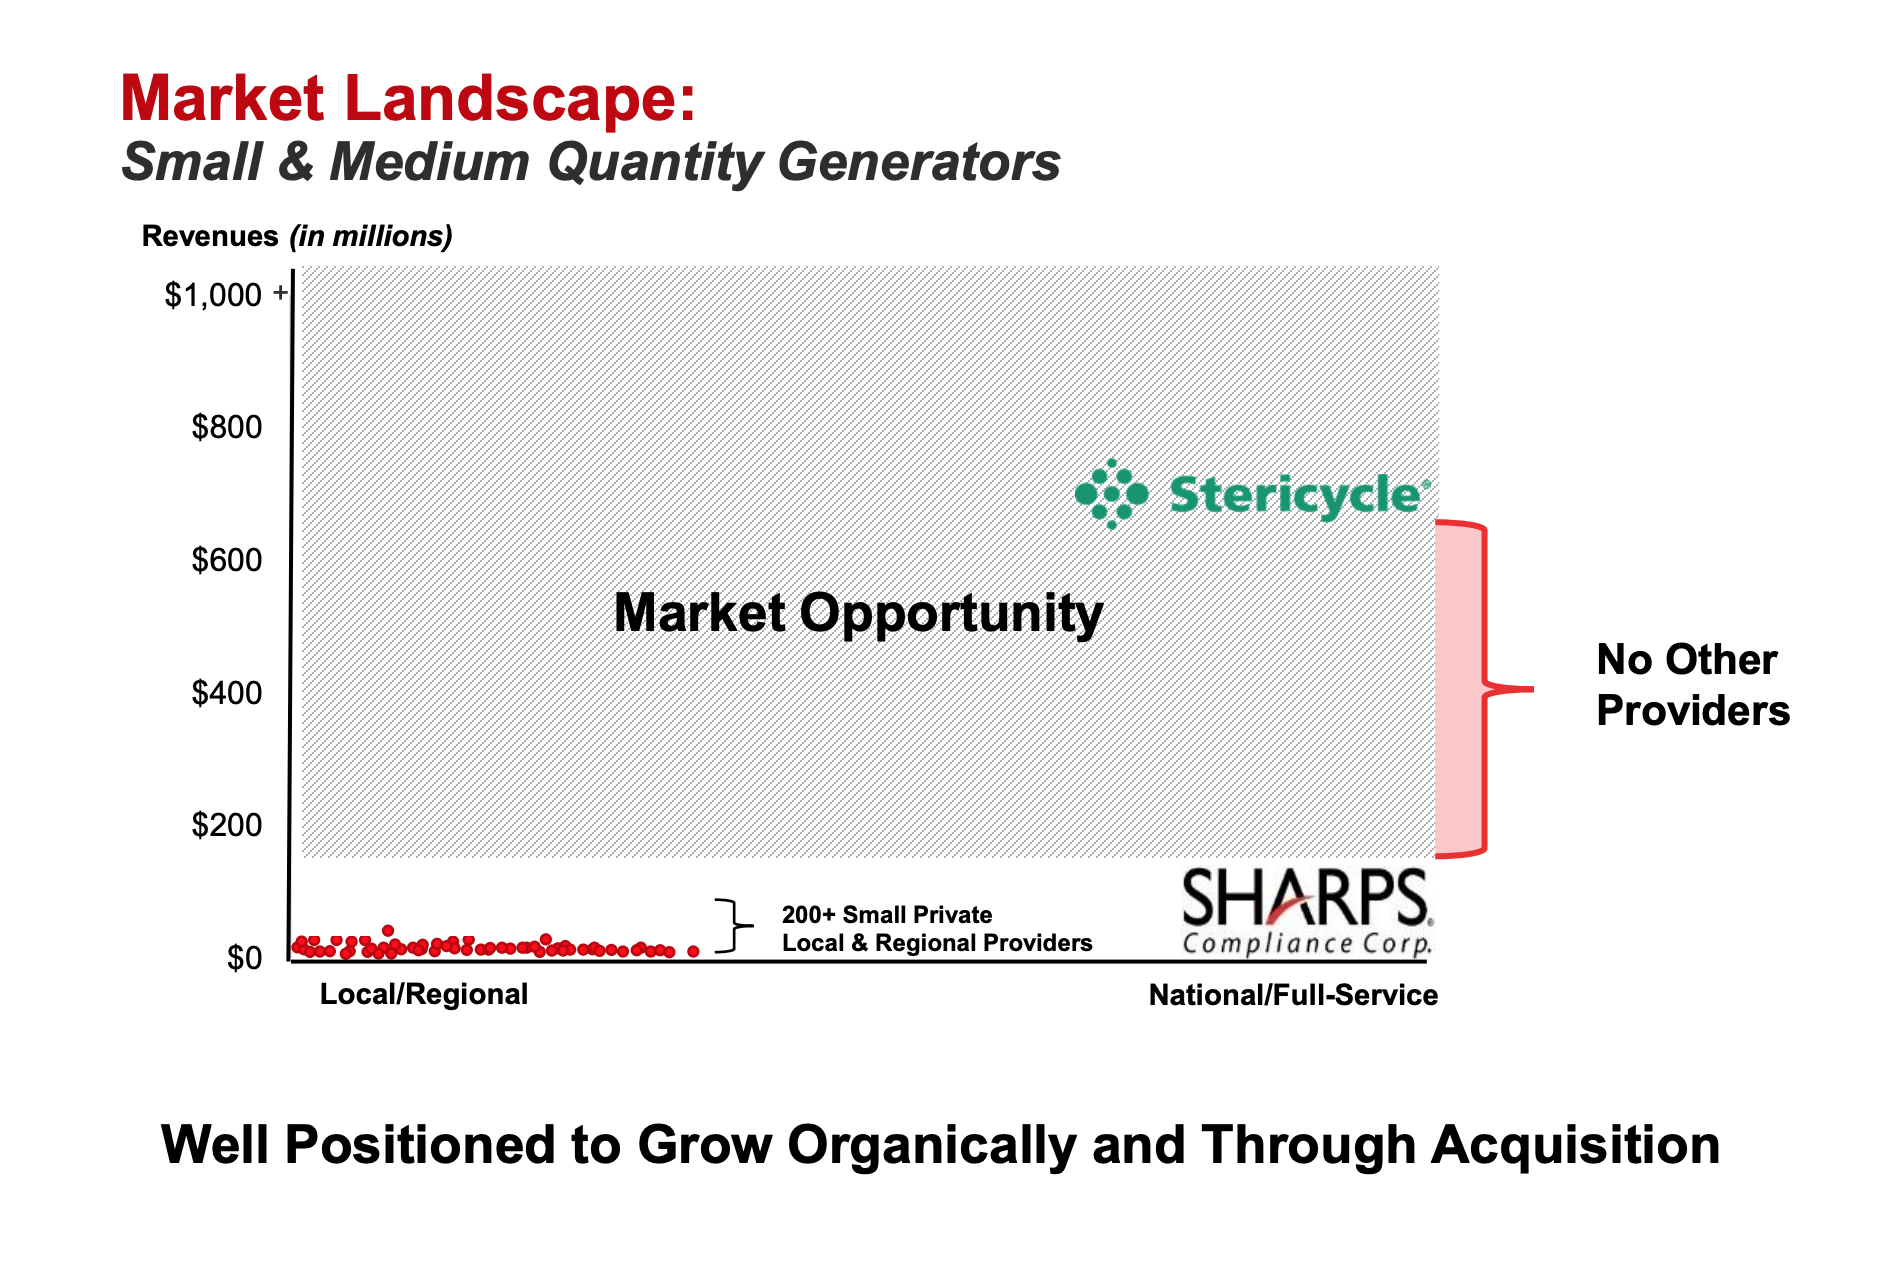 Market Landscape:
Small & Medium Quantity Generators
Revenues (in millions)
$1,000 +
$800
$600
$400
$200
$0
Stericycle®
Market Opportunity
No Other
Providers
200+ Small Private
Local & Regional Providers
SHARPS®
Compliance Corp.
Local/Regional
National/Full-Service
Well Positioned to Grow Organically and Through Acquisition